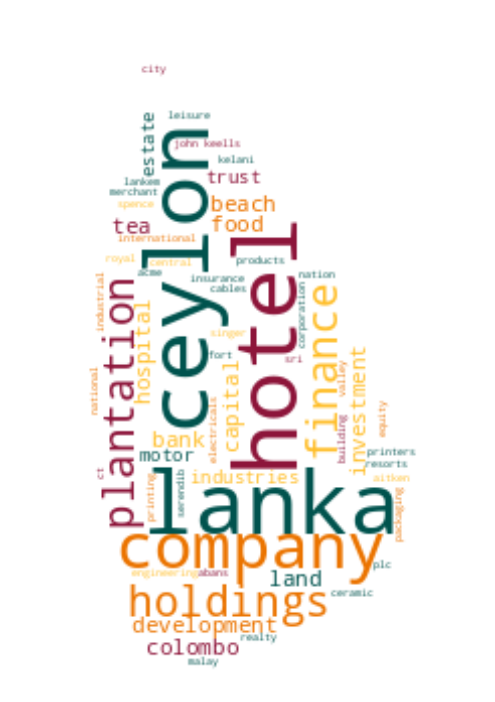 city
leisure
estate
ceylon
john keells
kelani
lankem
trust
merchant
spence
beach
tea
food
international
hotel
royal
central
products
acme
nation
industrial
plantation
insurance
cables
corporation
finance
hospital
singer
fort
sri
national
capital
valley
investment
electricals
equity
bank
building
motor
printers
resorts
ct
printing
serendib
industries
aitken
lanka
packaging
company
plc
engineering
abans
land
holdings
ceramic
development
realty
colombo
malay